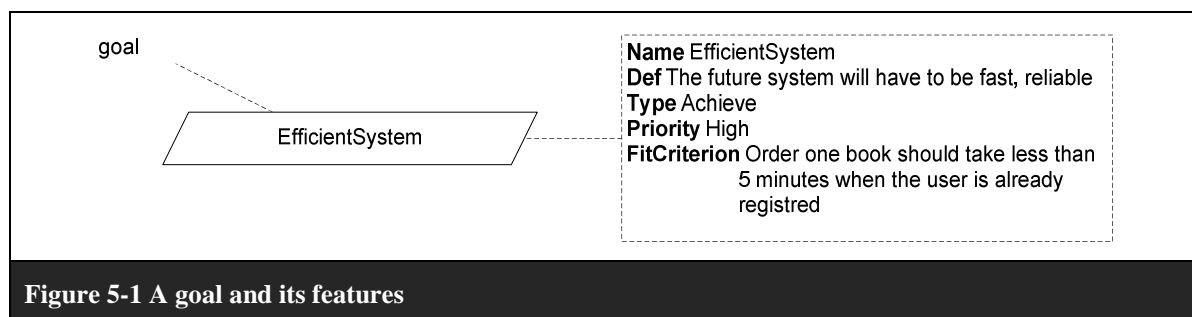 goal
EfficientSystem
Name EfficientSystem
Def The future system will have to be fast, reliable
Type Achieve
Priority High
FitCriterion Order one book should take less than
5 minutes when the user is already
registred
Figure 5-1 A goal and its features